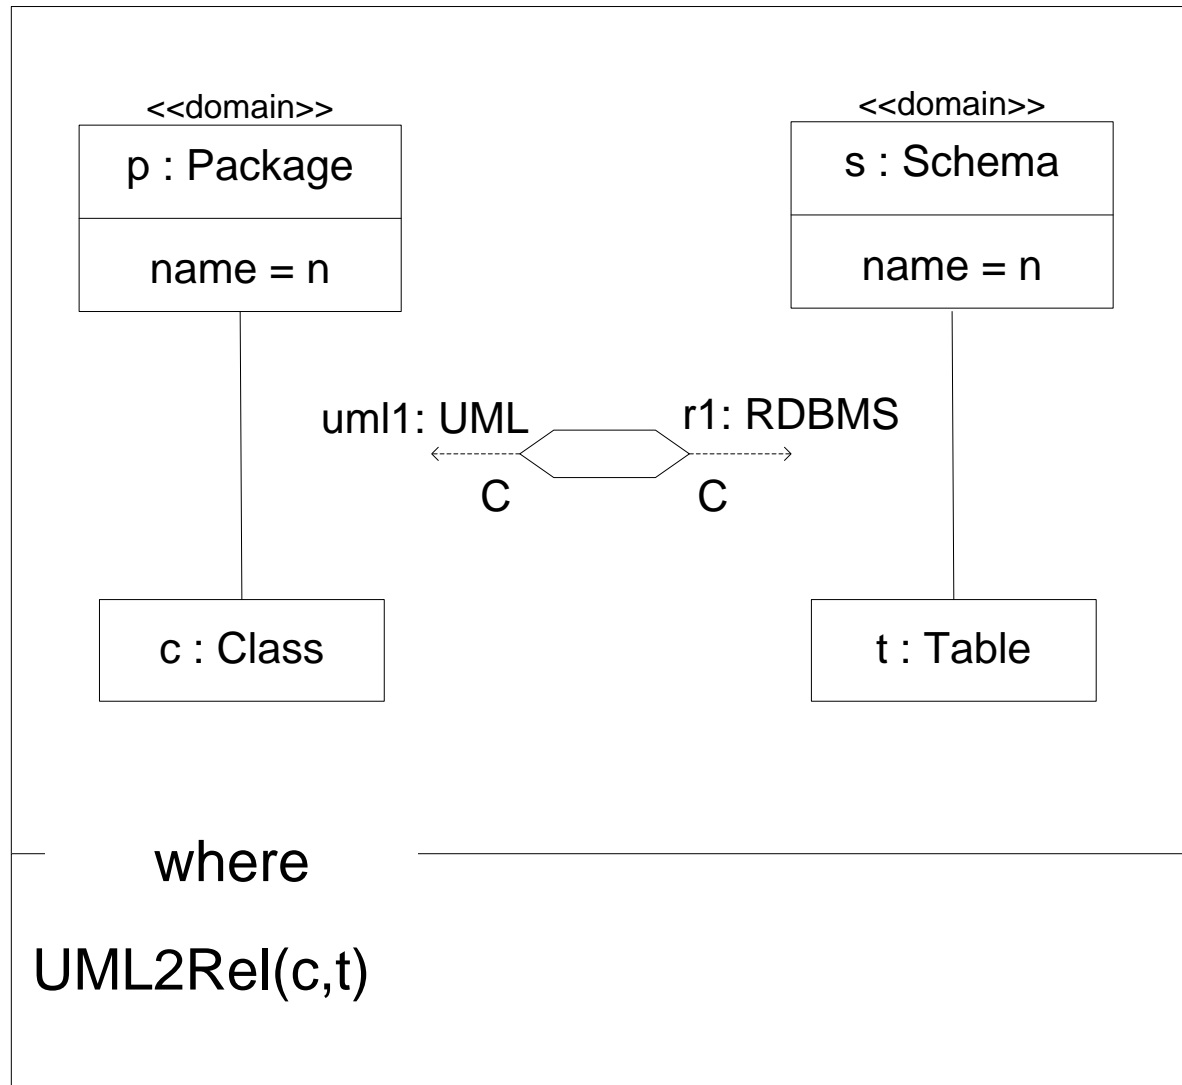 <<domain>>
p : Package
name = n
<<domain>>
s : Schema
name = n
uml1: UML
r1: RDBMS
C
C
c : Class
t : Table
where
UML2Rel(c,t)